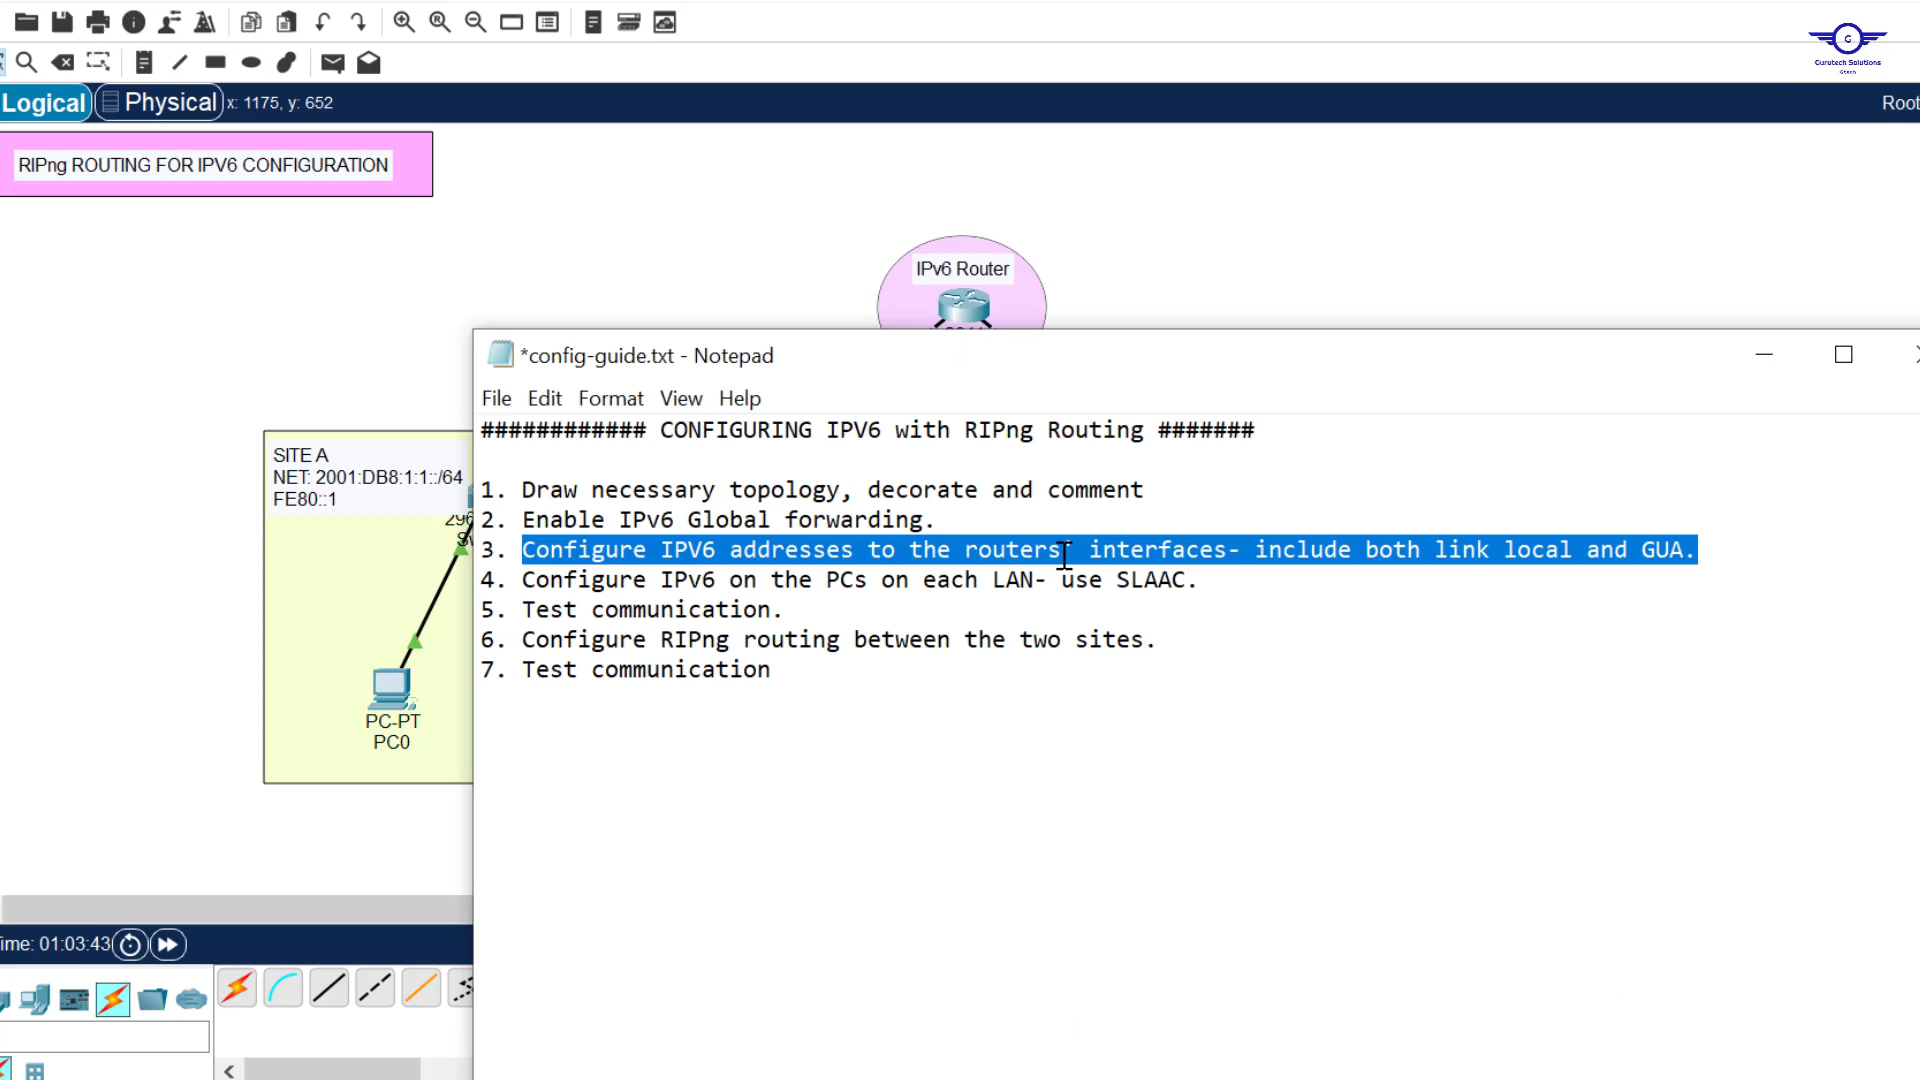 G
Gurutech Solutions
Gtech
Logical
Physical
x: 1175, y: 652
Root
RIPng ROUTING FOR IPV6 CONFIGURATION
IPv6 Router
*config-guide.txt - Notepad
File Edit Format View Help
############ CONFIGURING IPV6 with RIPng Routing #######
1. Draw necessary topology, decorate and comment
2. Enable IPv6 Global forwarding.
3. Configure IPV6 addresses to the routers' interfaces- include both link local and GUA.
4. Configure IPv6 on the PCs on each LAN- use SLAAC.
5. Test communication.
6. Configure RIPng routing between the two sites.
7. Test communication
SITE A
NET: 2001:DB8:1:1::/64
FE80::1
296
PC-PT
PC0
ime: 01:03:43